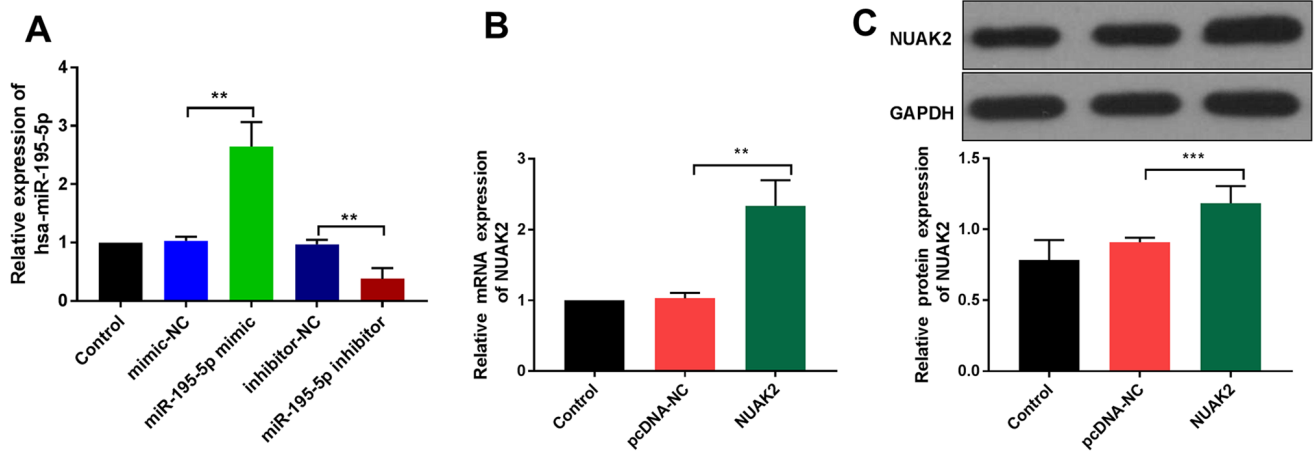 A
Relative expression of
hsa-miR-195-5p
4
3
2
1
0
**
**
Control
mimic-NC
miR-195-5p mimic
inhibitor-NC
miR-195-5p inhibitor
B
Relative mRNA expression
of NUAK2
3
2
1
0
**
Control
pcDNA-NC
NUAK2
C
NUAK2
GAPDH
Relative protein expression
of NUAK2
1.5
1.0
0.5
0.0
***
Control
pcDNA-NC
NUAK2